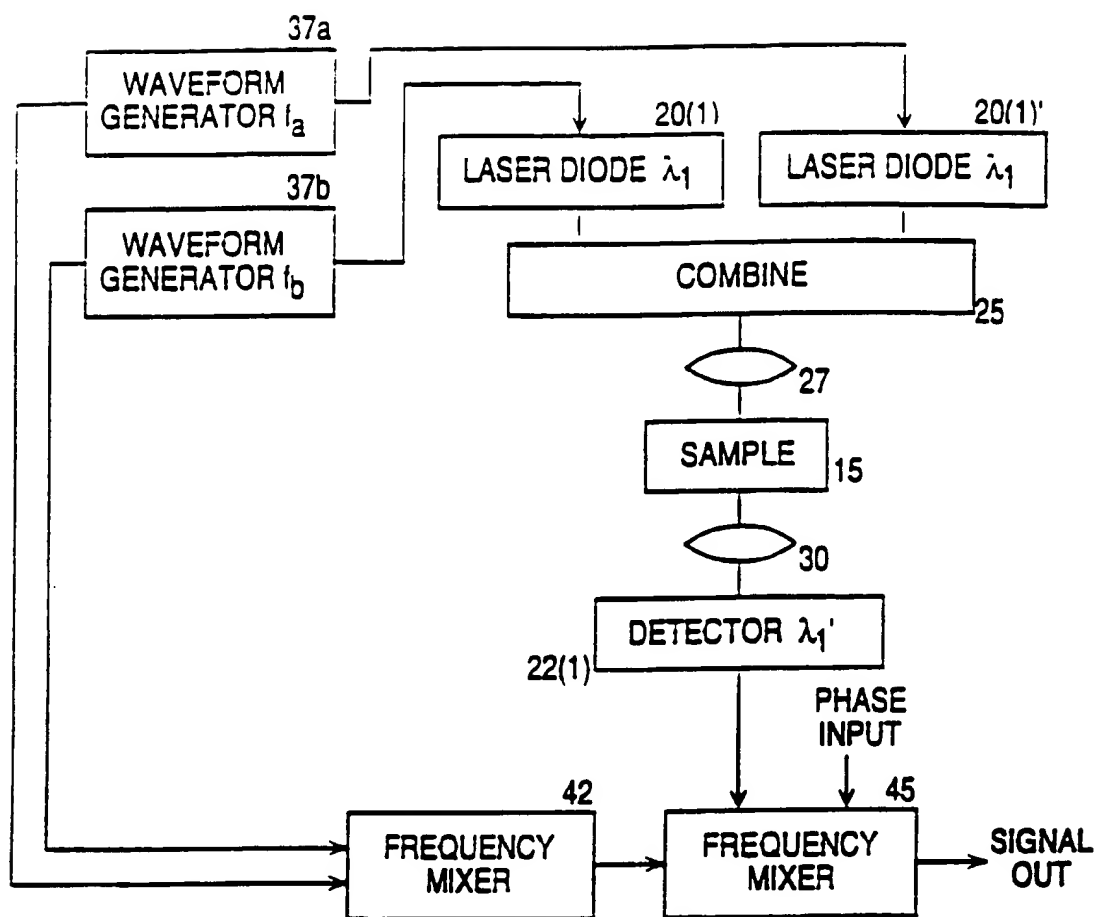 37a
WAVEFORM
GENERATOR fa
37b
WAVEFORM
GENERATOR fb
20(1)
LASER DIODE λ1
20(1)'
LASER DIODE λ1
COMBINE
25
27
SAMPLE
15
30
DETECTOR λ1'
22(1)
PHASE
INPUT
42
FREQUENCY
MIXER
45
FREQUENCY
MIXER
SIGNAL
OUT